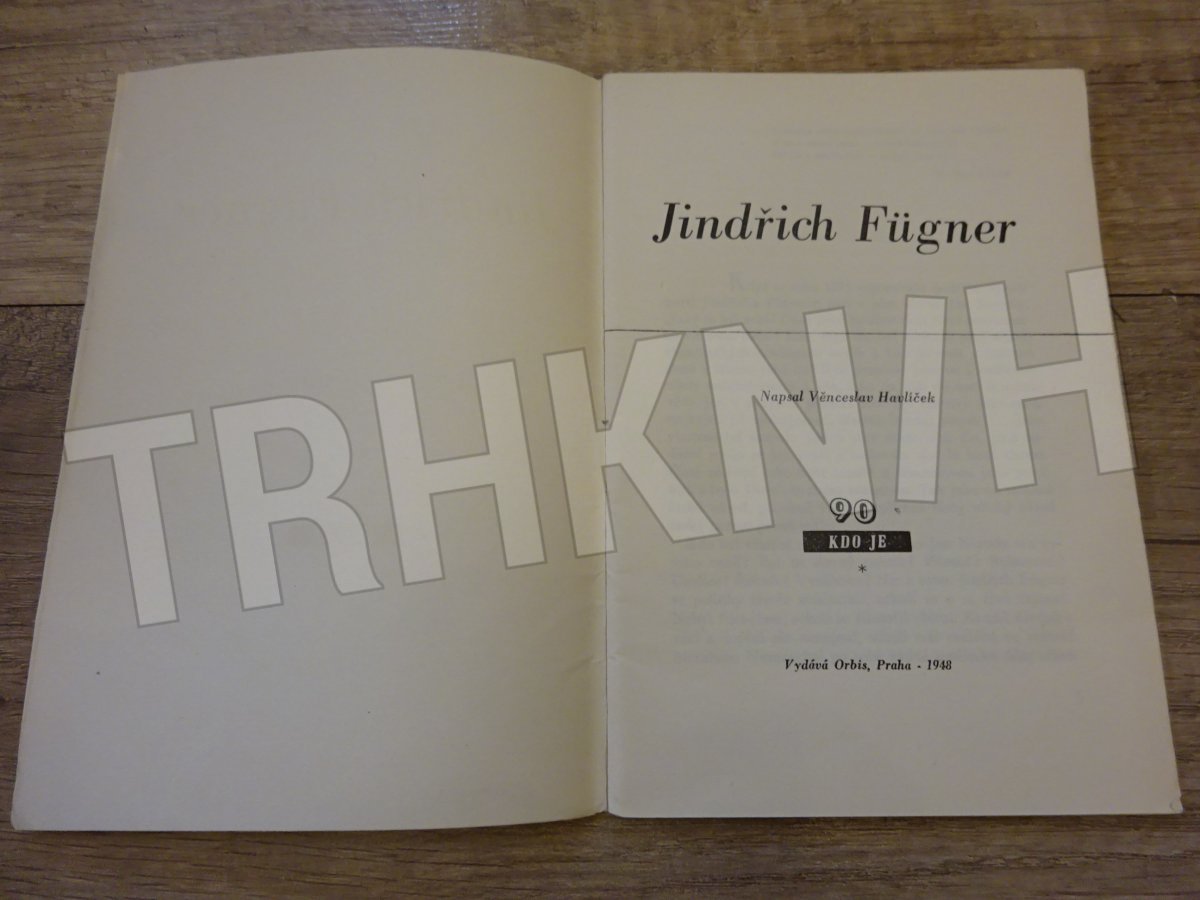 Jindřich Fügner
TRHKNIH
Napsal Věnceslav Havlíček
90
KDO JE
*
Vydává Orbis, Praha - 1948